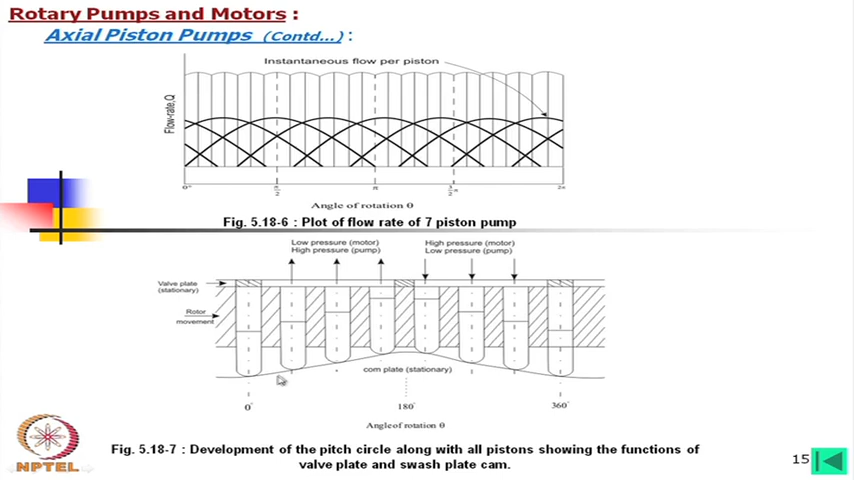 Rotary Pumps and Motors :
Axial Piston Pumps (Contd...) :
Instantaneous flow per piston
Flow-rate,Q
0°
π/2
π
3/2 π
2π
Angle of rotation θ
Fig. 5.18-6 : Plot of flow rate of 7 piston pump
Low pressure (motor)
High pressure (pump)
High pressure (motor)
Low pressure (pump)
Valve plate
(stationary)
Rotor
movement
com plate (stationary)
0°
180°
360°
Angle of rotation θ
Fig. 5.18-7 : Development of the pitch circle along with all pistons showing the functions of
valve plate and swash plate cam.
NPTEL
15